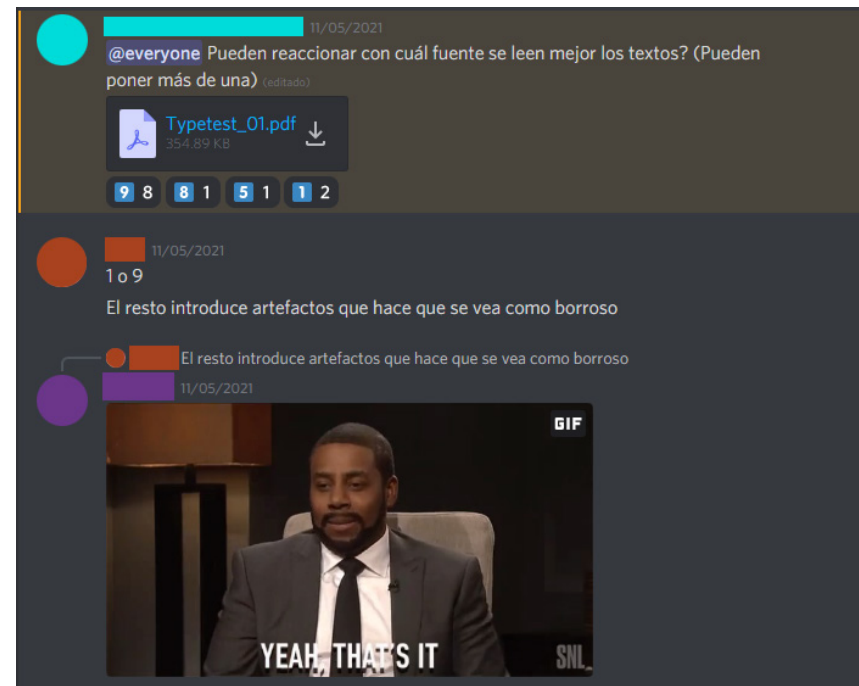 11/05/2021
@everyone Pueden reaccionar con cuál fuente se leen mejor los textos? (Pueden
poner más de una) (editado)
Typetest_01.pdf
354.89 KB
9 8 8 1 5 1 1 2
11/05/2021
1 o 9
El resto introduce artefactos que hace que se vea como borroso
El resto introduce artefactos que hace que se vea como borroso
11/05/2021
GIF
YEAH, THAT'S IT
SNL